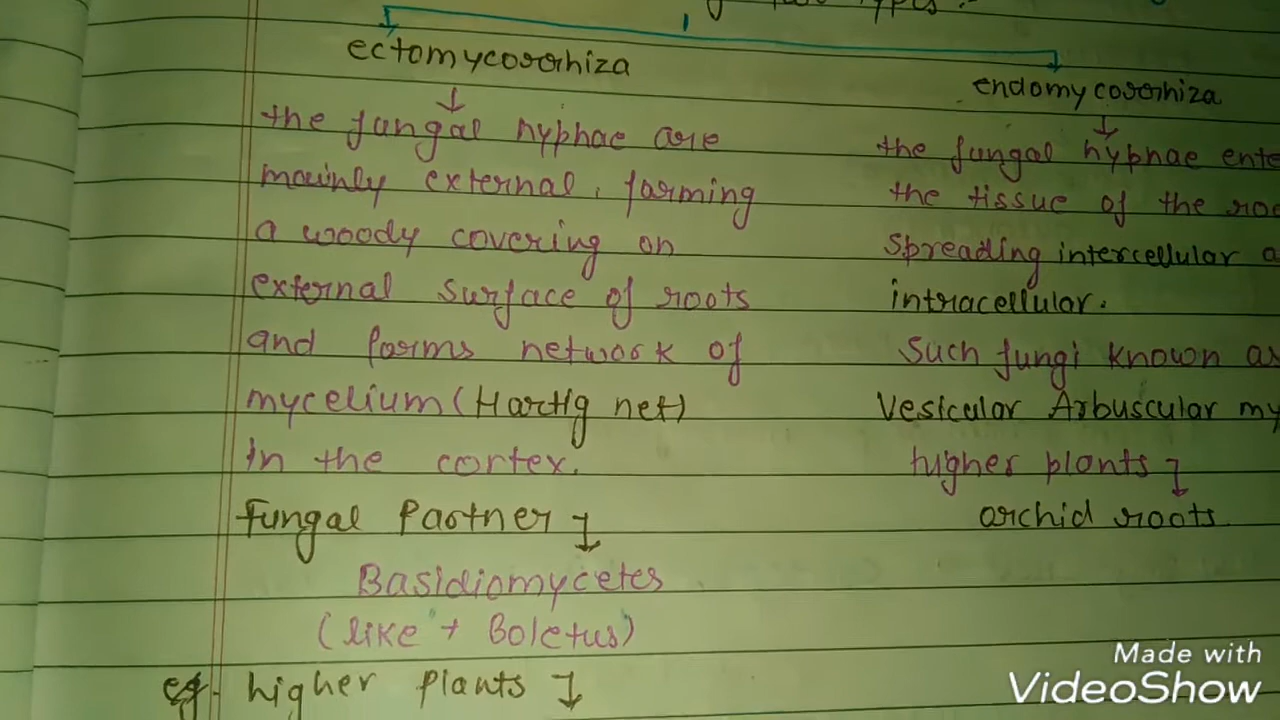 types :-
ectomycorrhiza
the fungal hyphae are
mainly external, forming
a woody covering on
external surface of roots
and forms network of
mycelium (Hartig net)
in the cortex.
Fungal Partner
Basidiomycetes
(like + Boletus)
eg. higher plants
endomycorrhiza
the fungal hyphae ente
the tissue of the roo
spreading intercellular a
intracellular.
Such fungi known as
Vesicular Arbuscular my
higher plants
orchid roots
Made with
VideoShow